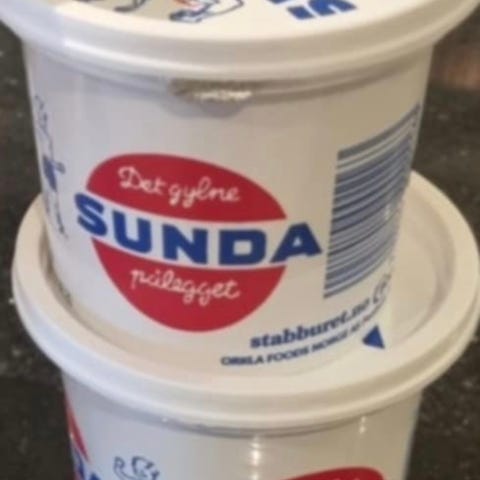 Det gylne
SUNDA
pålegget
stabburet.no
ORKLA FOODS NORGE AS